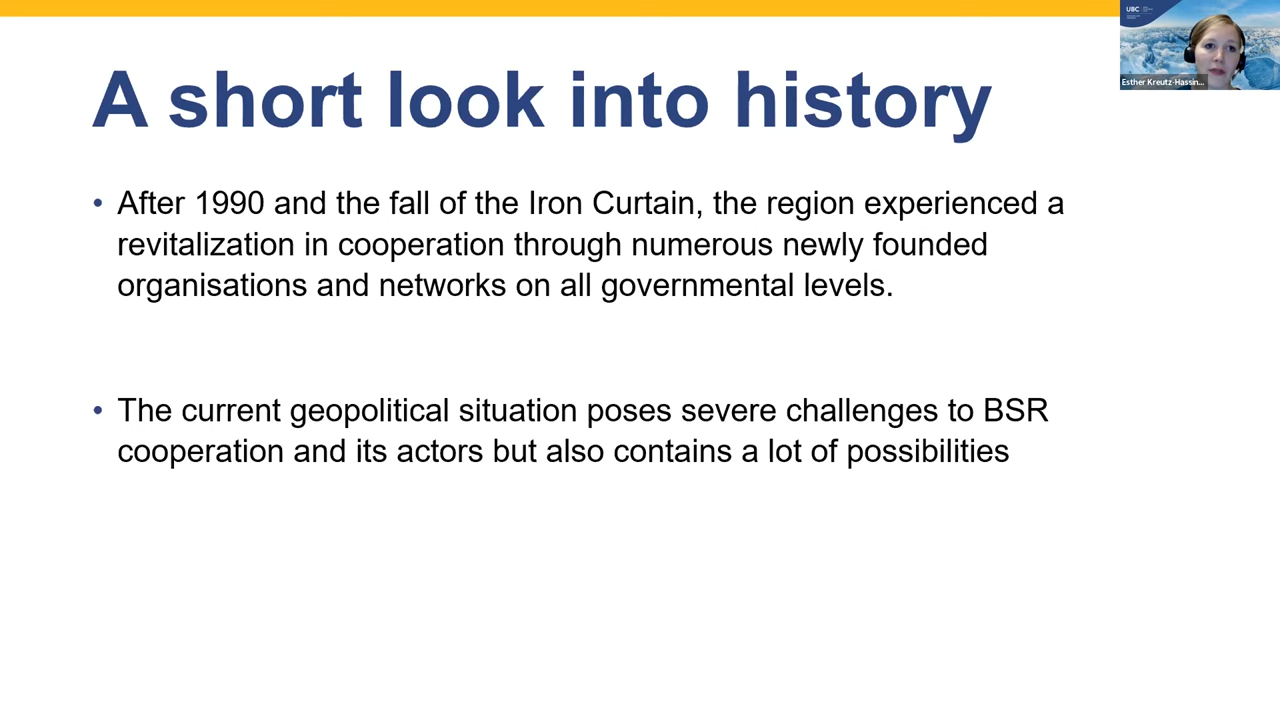 A short look into history
• After 1990 and the fall of the Iron Curtain, the region experienced a
revitalization in cooperation through numerous newly founded
organisations and networks on all governmental levels.
• The current geopolitical situation poses severe challenges to BSR
cooperation and its actors but also contains a lot of possibilities
UBC
Esther Kreutz-Hassin...